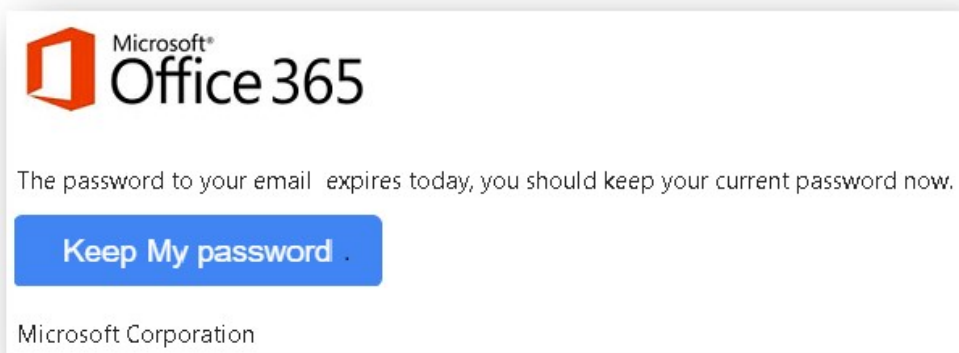 Microsoft®
Office 365
The password to your email expires today, you should keep your current password now.
Keep My password .
Microsoft Corporation